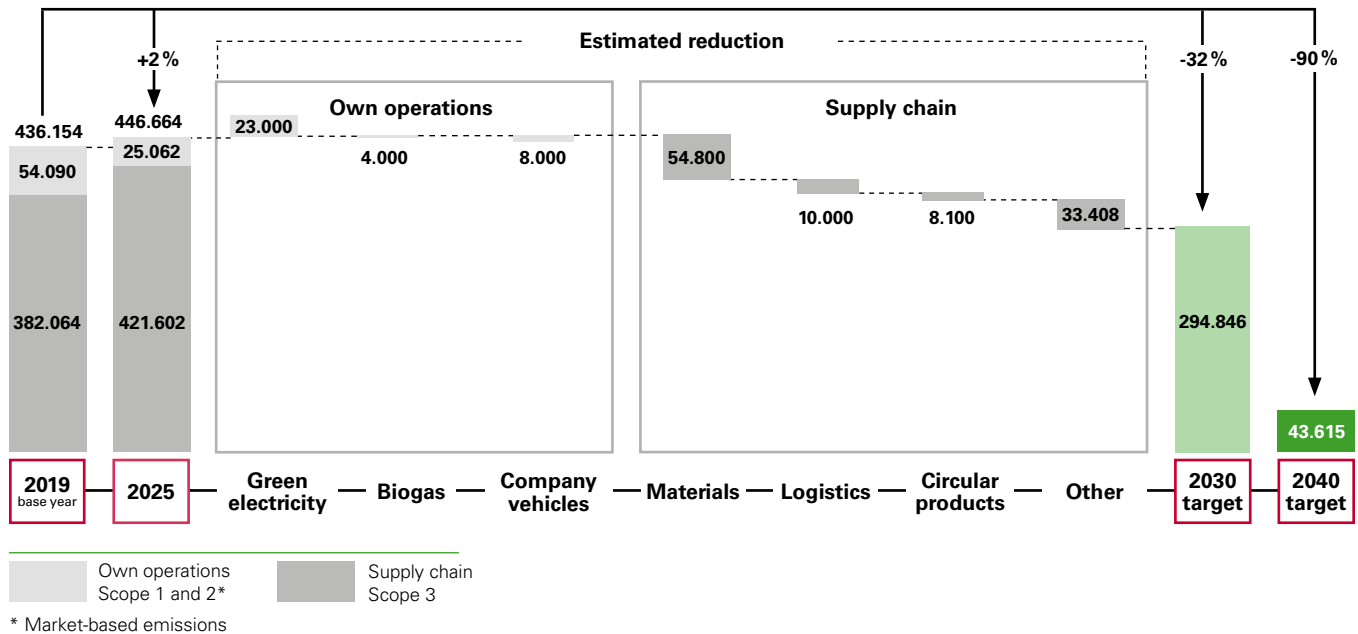 Estimated reduction
+2 %
-32 %
-90 %
Own operations
Supply chain
436.154
446.664
54.090
25.062
382.064
421.602
23.000
4.000
8.000
54.800
10.000
8.100
33.408
294.846
43.615
2019
base year
2025
Green
electricity
Biogas
Company
vehicles
Materials
Logistics
Circular
products
Other
2030
target
2040
target
Own operations
Scope 1 and 2*
Supply chain
Scope 3
* Market-based emissions